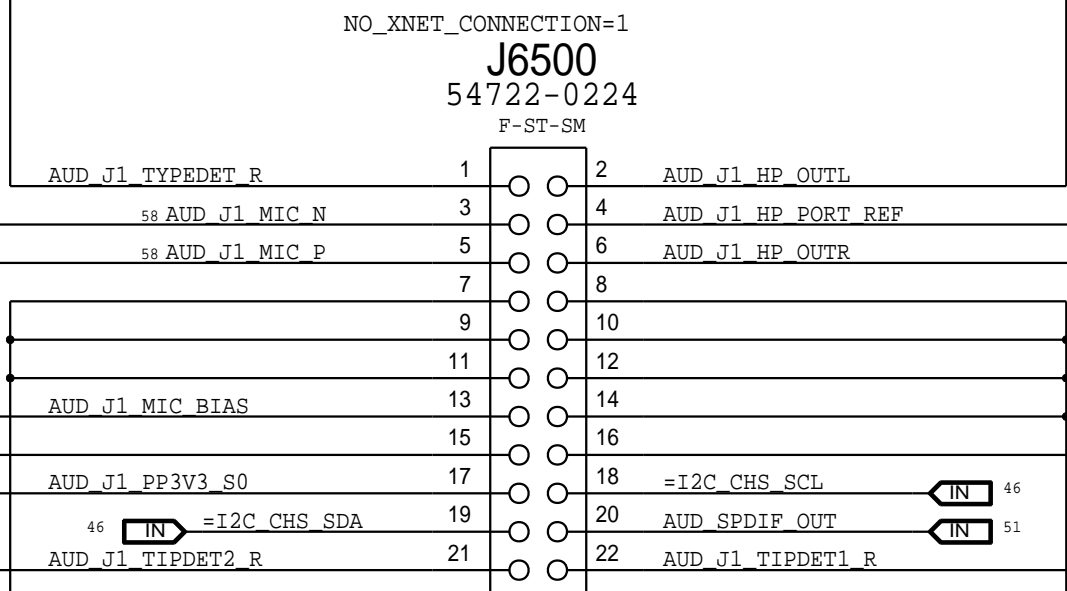 NO_XNET_CONNECTION=1
J6500
54722-0224
F-ST-SM
AUD_J1_TYPEDET_R 1 2 AUD_J1_HP_OUTL
58 AUD_J1_MIC_N 3 4 AUD_J1_HP_PORT_REF
58 AUD_J1_MIC_P 5 6 AUD_J1_HP_OUTR
7 8
9 10
11 12
AUD_J1_MIC_BIAS 13 14
15 16
AUD_J1_PP3V3_S0 17 18 =I2C_CHS_SCL IN 46
46 IN =I2C_CHS_SDA 19 20 AUD_SPDIF_OUT IN 51
AUD_J1_TIPDET2_R 21 22 AUD_J1_TIPDET1_R